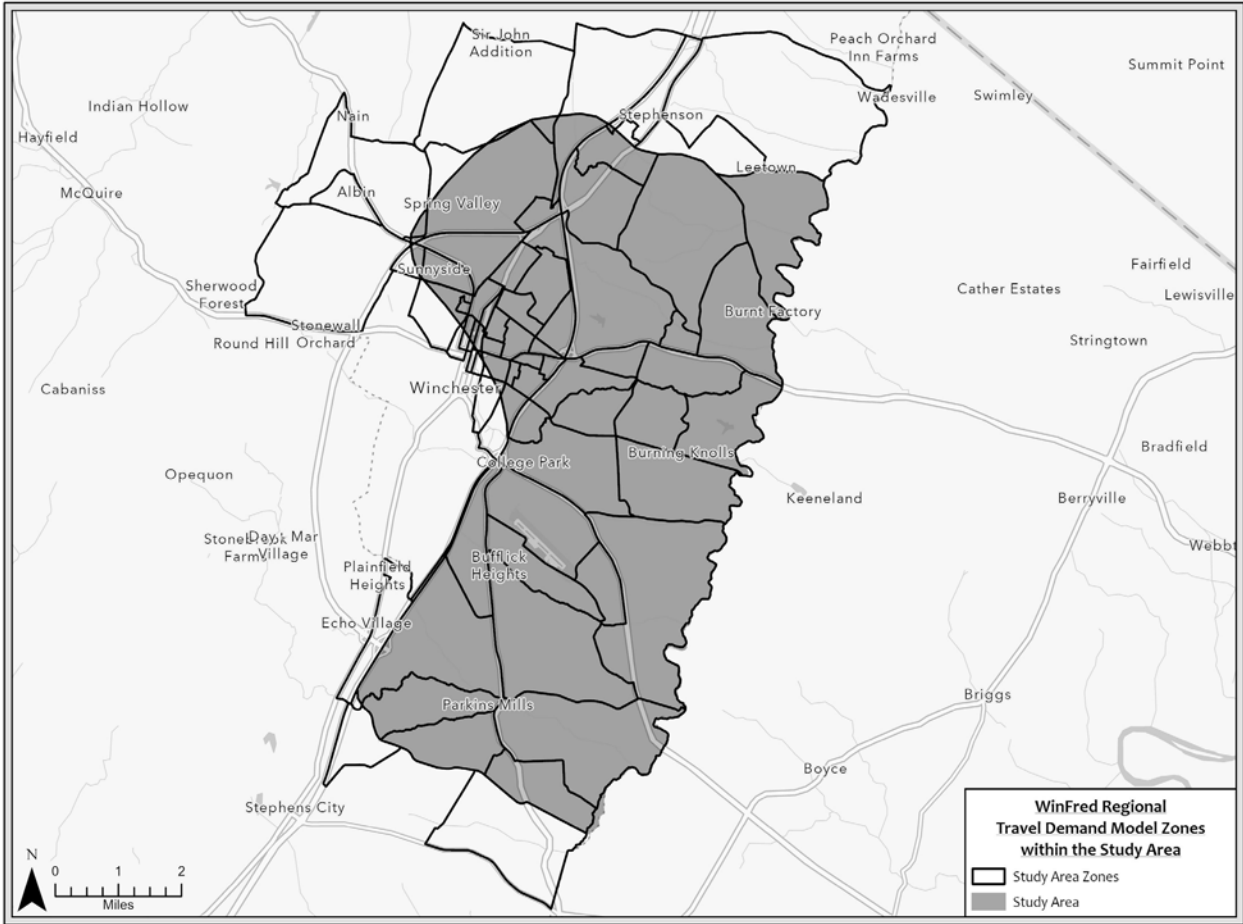 Sir John
Addition
Peach Orchard
Inn Farms
Summit Point
Wadesville
Swimley
Indian Hollow
Nain
Stephenson
Hayfield
Leetown
McQuire
Albin
Spring Valley
Sunnyside
Fairfield
Sherwood
Forest
Cather Estates
Lewisville
Burnt Factory
Stonewall
Orchard
Round Hill
Stringtown
Cabaniss
Winchester
Bradfield
Burning Knolls
College Park
Opequon
Keeneland
Berryville
Farms
Village
Webbt
Bufflick
Heights
Plainfield
Heights
Echo Village
Parkins Mills
Briggs
Boyce
Stephens City
WinFred Regional
Travel Demand Model Zones
within the Study Area
Study Area Zones
Study Area
N
0 1 2
Miles